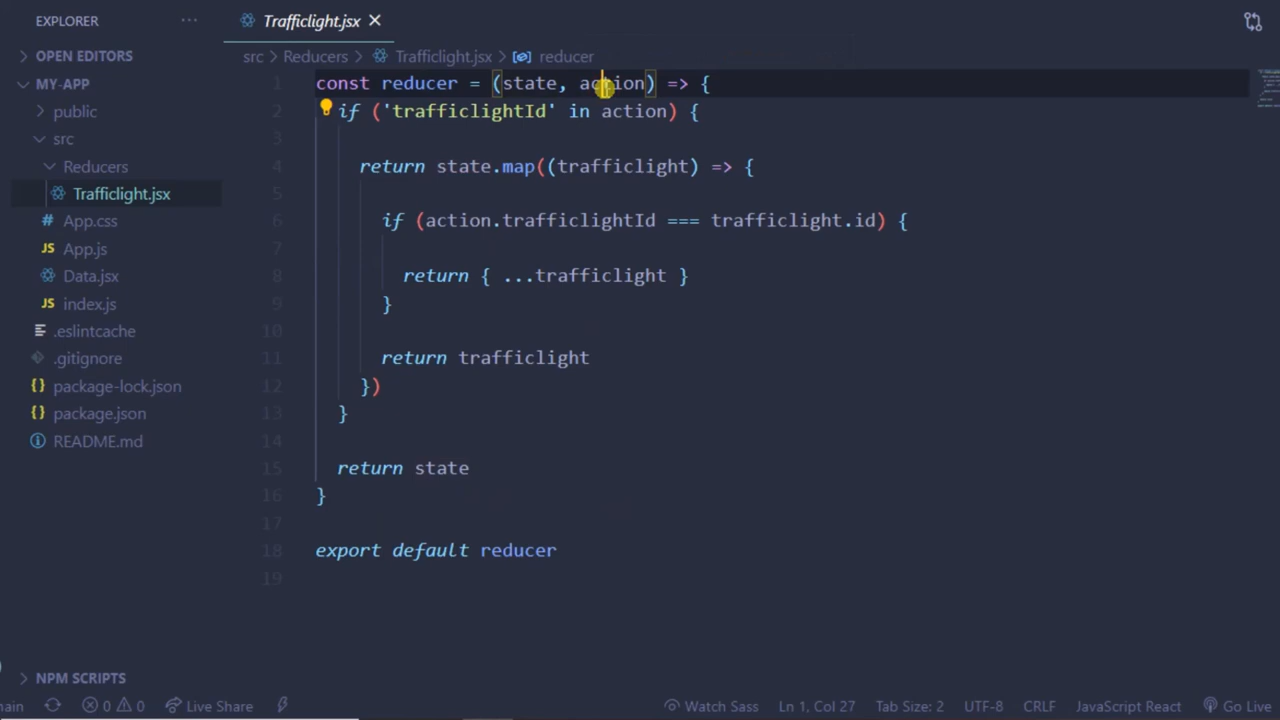 EXPLORER
Trafficlight.jsx
OPEN EDITORS
src > Reducers > Trafficlight.jsx > reducer
MY-APP
public
src
Reducers
Trafficlight.jsx
# App.css
JS App.js
Data.jsx
JS index.js
.eslintcache
.gitignore
{} package-lock.json
{} package.json
README.md
1 const reducer = (state, action) => {
2 if ('trafficlightId' in action) {
3
4 return state.map((trafficlight) => {
5
6 if (action.trafficlightId === trafficlight.id) {
7
8 return { ...trafficlight }
9 }
10
11 return trafficlight
12 })
13 }
14
15 return state
16 }
17
18 export default reducer
19
NPM SCRIPTS
main 0 0 Live Share Watch Sass Ln 1, Col 27 Tab Size: 2 UTF-8 CRLF JavaScript React Go Live